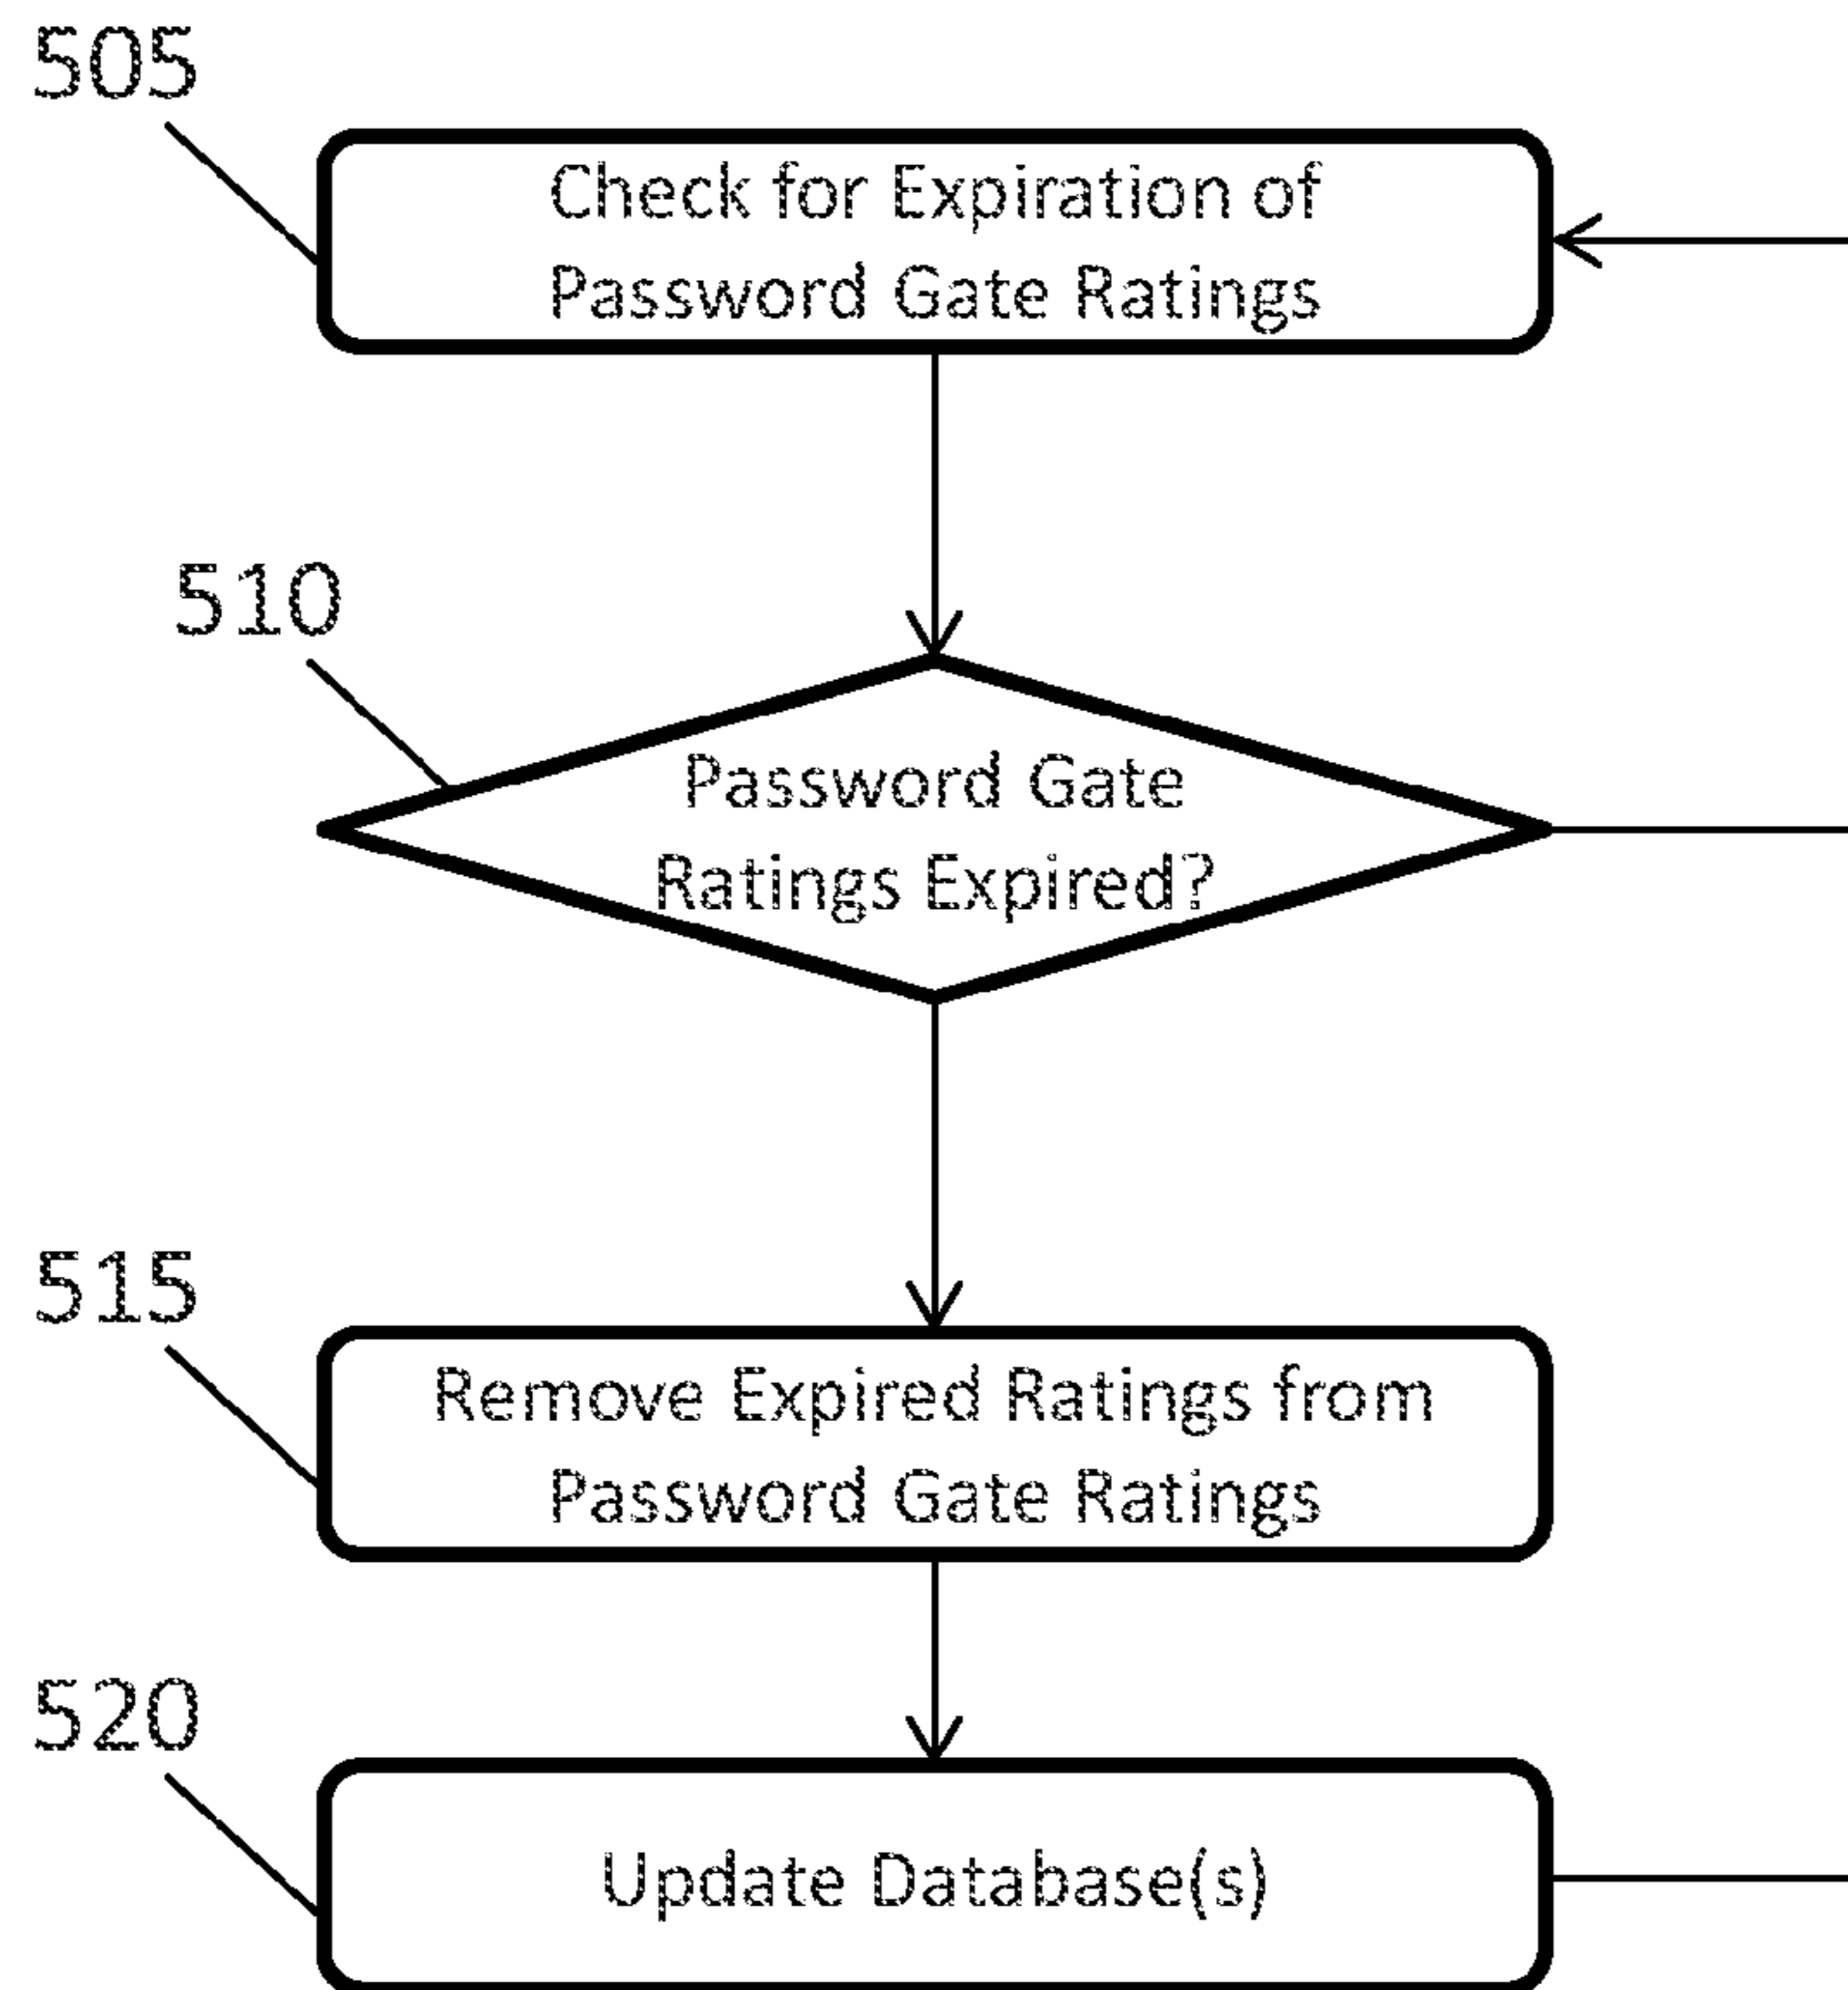 505
Check for Expiration of
Password Gate Ratings
510
Password Gate
Ratings Expired?
515
Remove Expired Ratings from
Password Gate Ratings
520
Update Database(s)